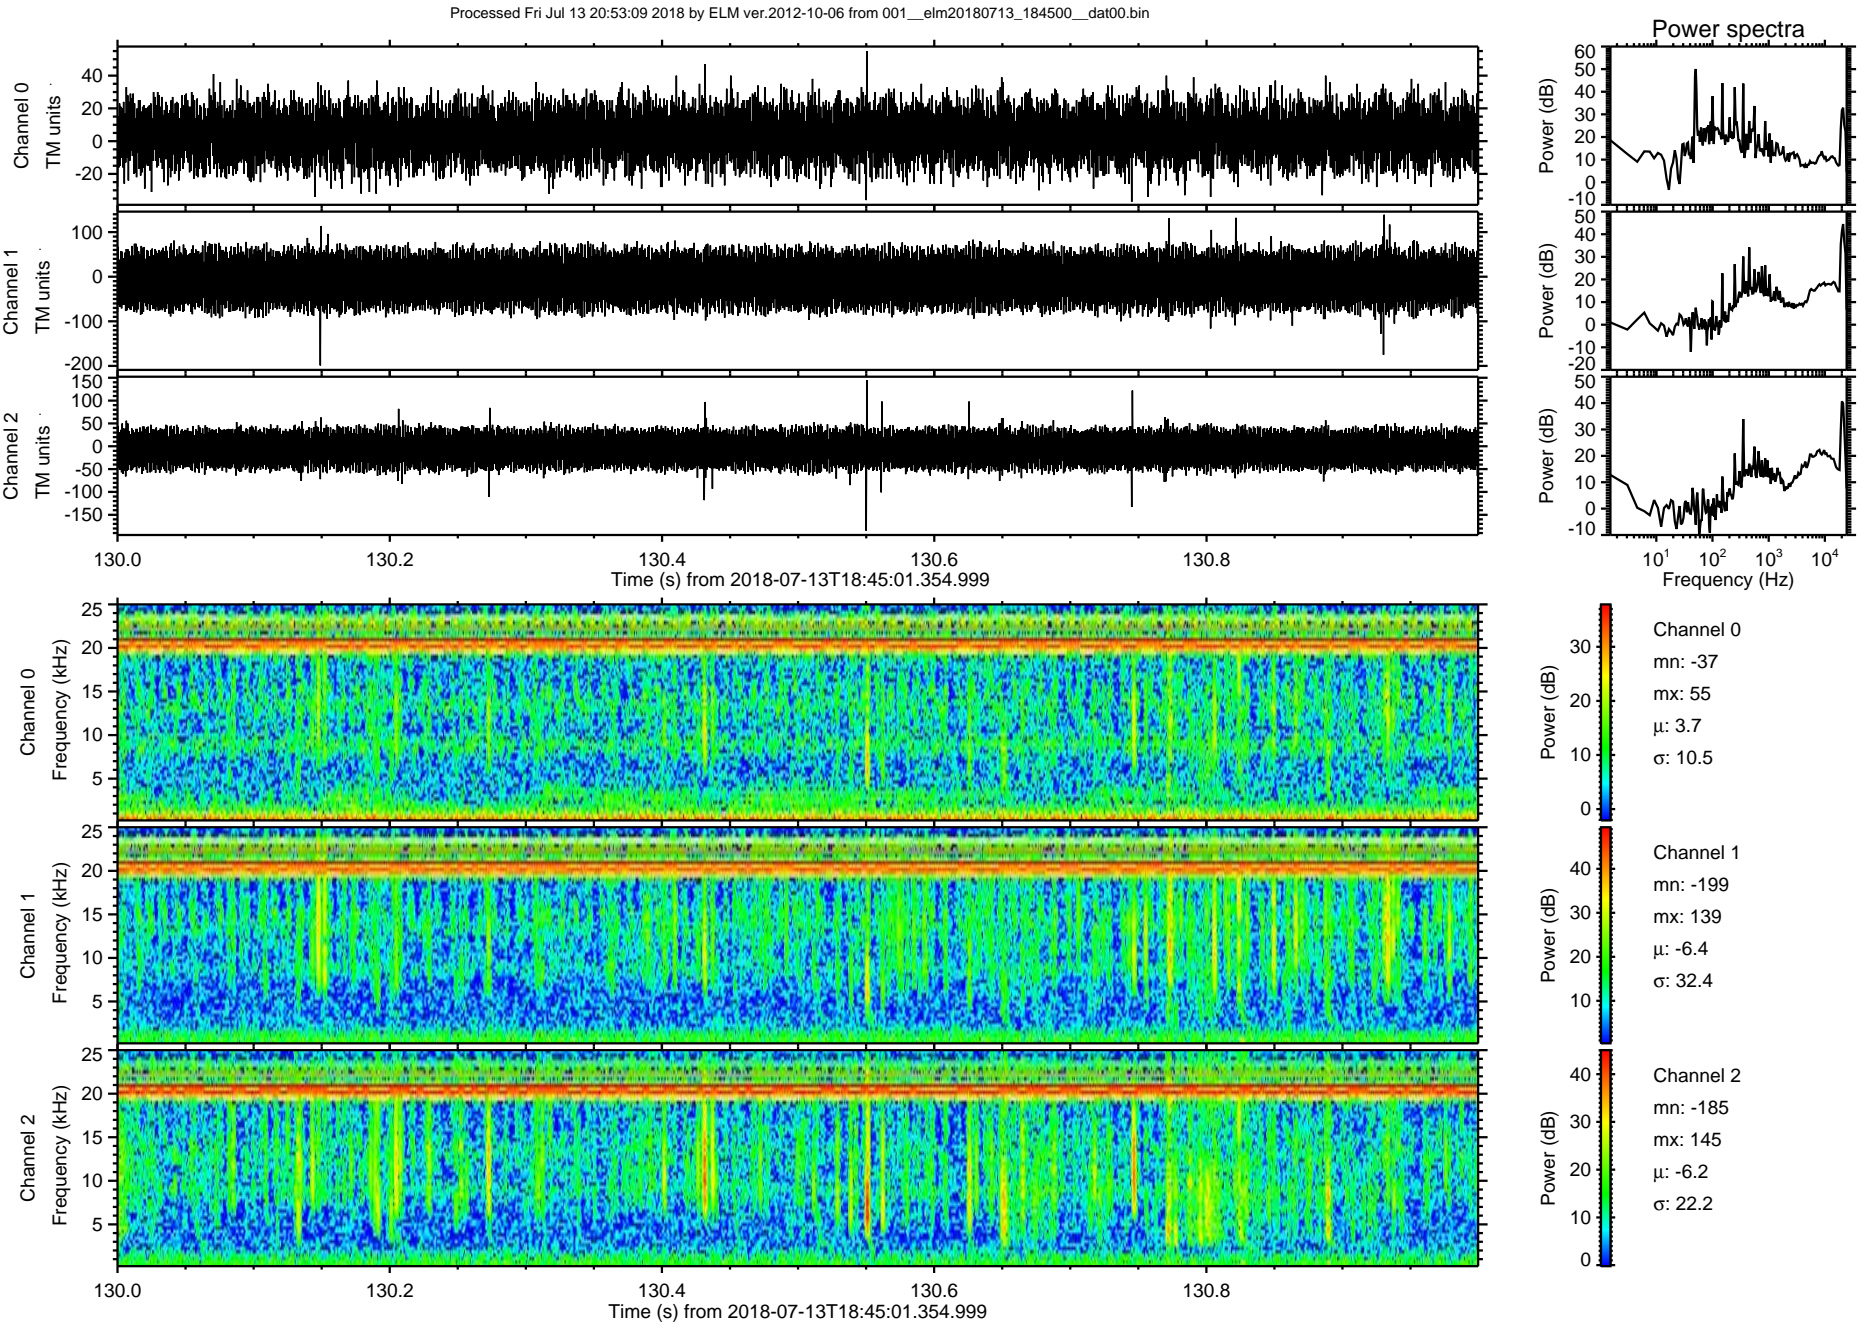 Processed Fri Jul 13 20:53:09 2018 by ELM ver.2012-10-06 from 001__elm20180713_184500__dat00.bin
Power spectra
Channel 0
TM units
40
20
0
-20
Power (dB)
60
50
40
30
20
10
0
-10
Channel 1
TM units
100
0
-100
-200
Power (dB)
50
40
30
20
10
0
-10
-20
Channel 2
TM units
150
100
50
0
-50
-100
-150
Power (dB)
50
40
30
20
10
0
-10
130.0 130.2 130.4 130.6 130.8
Time (s) from 2018-07-13T18:45:01.354.999
10¹ 10² 10³ 10⁴
Frequency (Hz)
Channel 0
Frequency (kHz)
25
20
15
10
5
Power (dB)
30
20
10
0
Channel 0
mn: -37
mx: 55
μ: 3.7
σ: 10.5
Channel 1
Frequency (kHz)
25
20
15
10
5
Power (dB)
40
30
20
10
Channel 1
mn: -199
mx: 139
μ: -6.4
σ: 32.4
Channel 2
Frequency (kHz)
25
20
15
10
5
Power (dB)
40
30
20
10
0
Channel 2
mn: -185
mx: 145
μ: -6.2
σ: 22.2
130.0 130.2 130.4 130.6 130.8
Time (s) from 2018-07-13T18:45:01.354.999